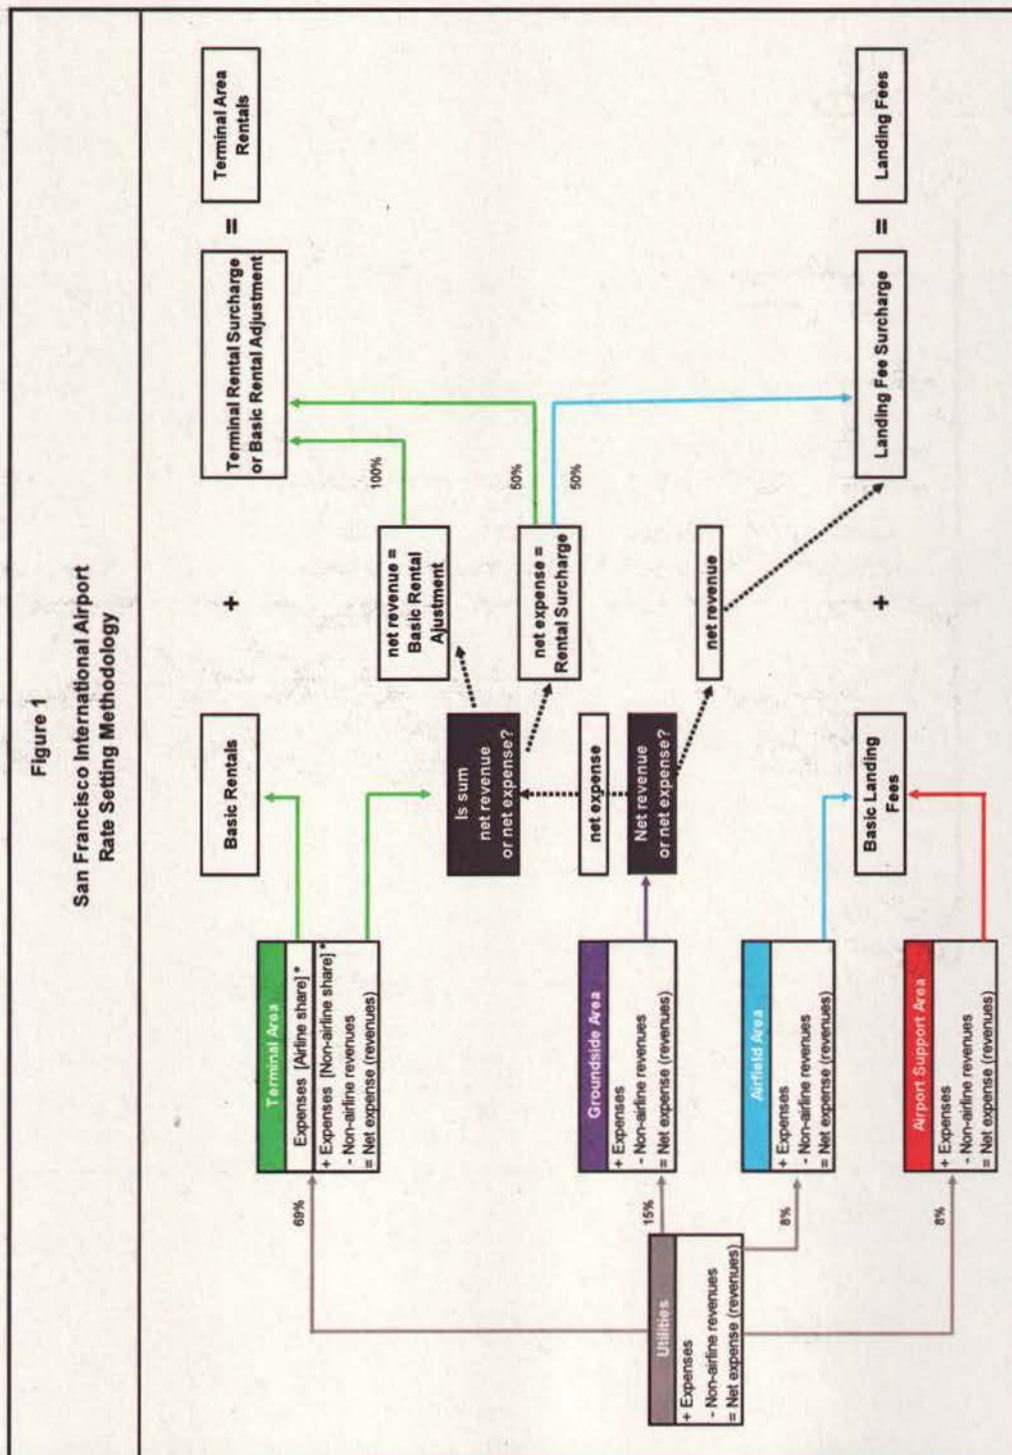 Figure 1
San Francisco International Airport
Rate Setting Methodology
Utilities
+ Expenses
- Non-airline revenues
= Net expense (revenues)
69%
15%
8%
8%
Terminal Area
Expenses [Airline share] *
+ Expenses [Non-airline share] *
- Non-airline revenues
= Net expense (revenues)
Groundside Area
+ Expenses
- Non-airline revenues
= Net expense (revenues)
Airfield Area
+ Expenses
- Non-airline revenues
= Net expense (revenues)
Airport Support Area
+ Expenses
- Non-airline revenues
= Net expense (revenues)
Basic Rentals
Is sum
net revenue
or net expense?
net expense
Net revenue
or net expense?
Basic Landing
Fees
+
net revenue =
Basic Rental
Ajustment
net expense =
Rental Surcharge
net revenue
+
100%
50%
50%
Terminal Rental Surcharge
or Basic Rental Adjustment
Landing Fee Surcharge
=
=
Terminal Area
Rentals
Landing Fees